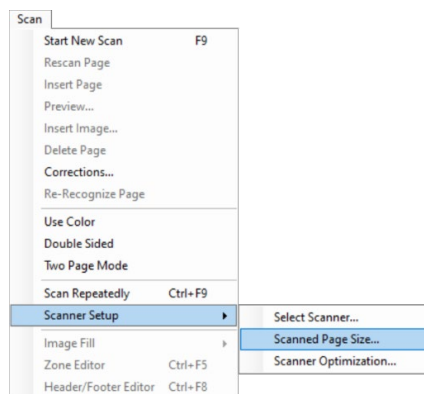 Scan
Start New Scan F9
Rescan Page
Insert Page
Preview...
Insert Image...
Delete Page
Corrections...
Re-Recognize Page
Use Color
Double Sided
Two Page Mode
Scan Repeatedly Ctrl+F9
Scanner Setup
Select Scanner...
Scanned Page Size...
Scanner Optimization...
Image Fill
Zone Editor Ctrl+F5
Header/Footer Editor Ctrl+F8